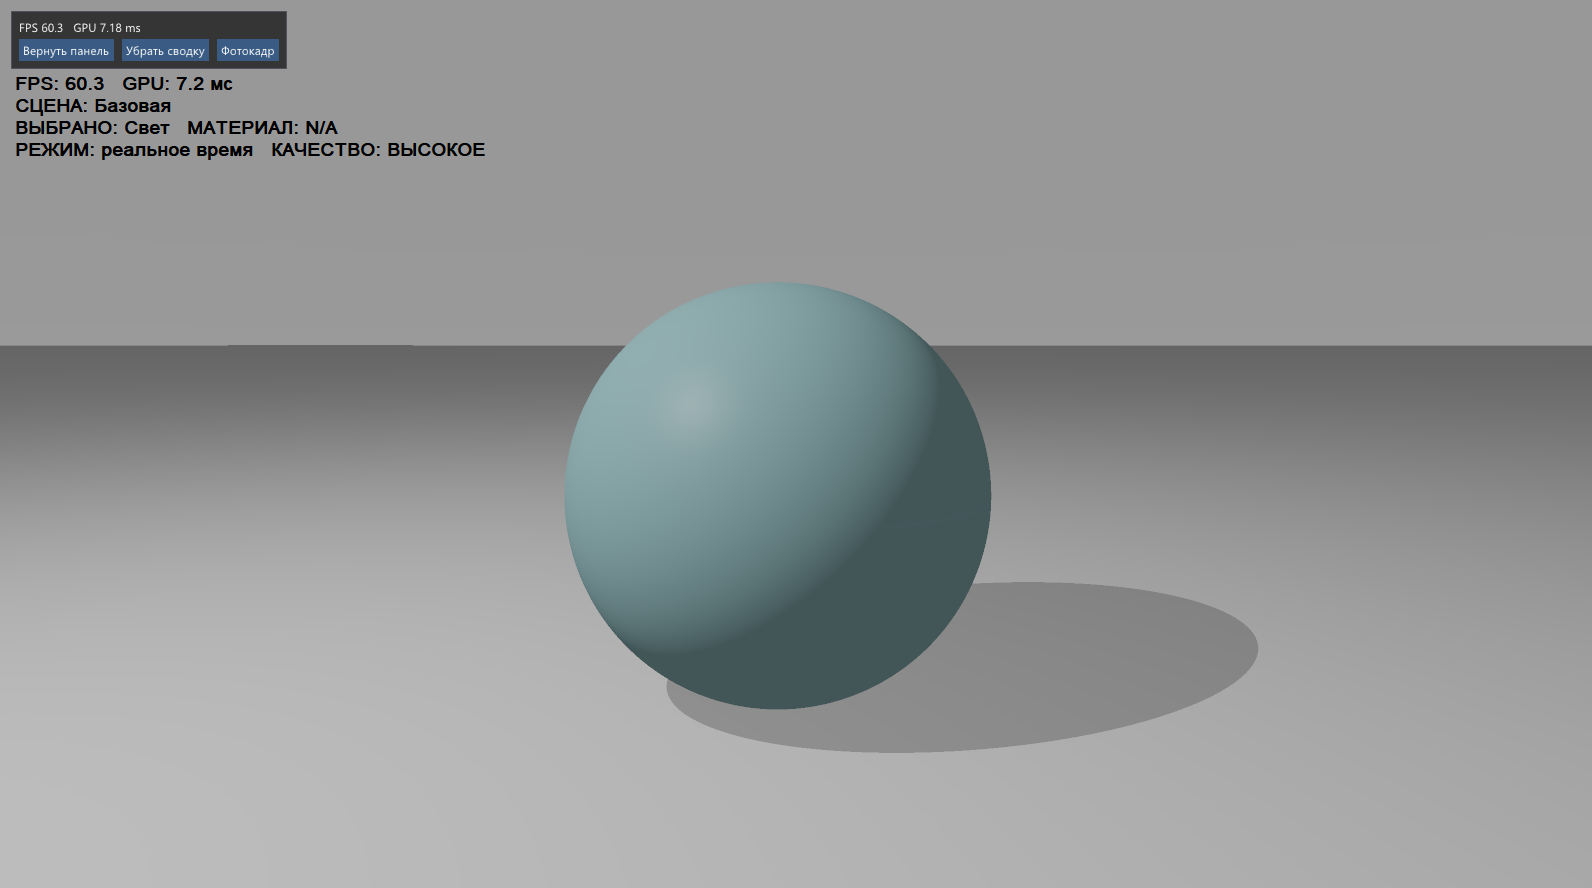 FPS 60.3 GPU 7.18 ms
Вернуть панель Убрать сводку Фотокадр
FPS: 60.3 GPU: 7.2 мс
СЦЕНА: Базовая
ВЫБРАНО: Свет МАТЕРИАЛ: N/A
РЕЖИМ: реальное время КАЧЕСТВО: ВЫСОКОЕ